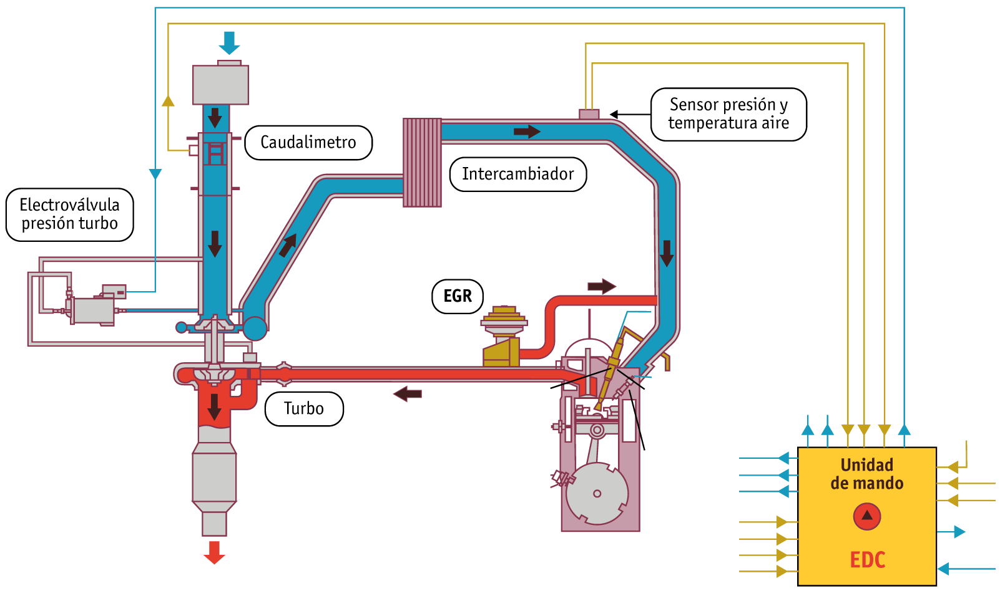 Sensor presión y
temperatura aire
Caudalimetro
Intercambiador
Electroválvula
presión turbo
EGR
Turbo
Unidad
de mando
EDC